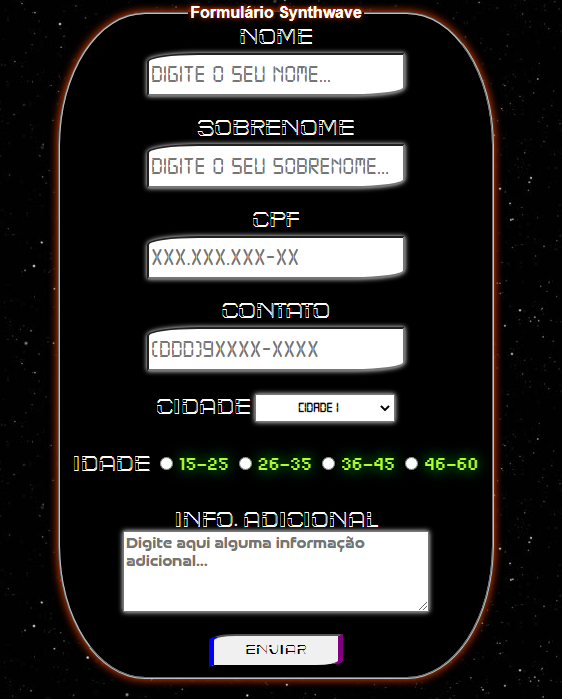 Formulário Synthwave
NOME
DIGITE O SEU NOME...
SOBRENOME
DIGITE O SEU SOBRENOME...
CPF
XXX.XXX.XXX-XX
CONTATO
(DDD)9XXXX-XXXX
CIDADE CIDADE 1
IDADE 15-25 26-35 36-45 46-60
INFO. ADICIONAL
Digite aqui alguma informação
adicional...
ENVIAR